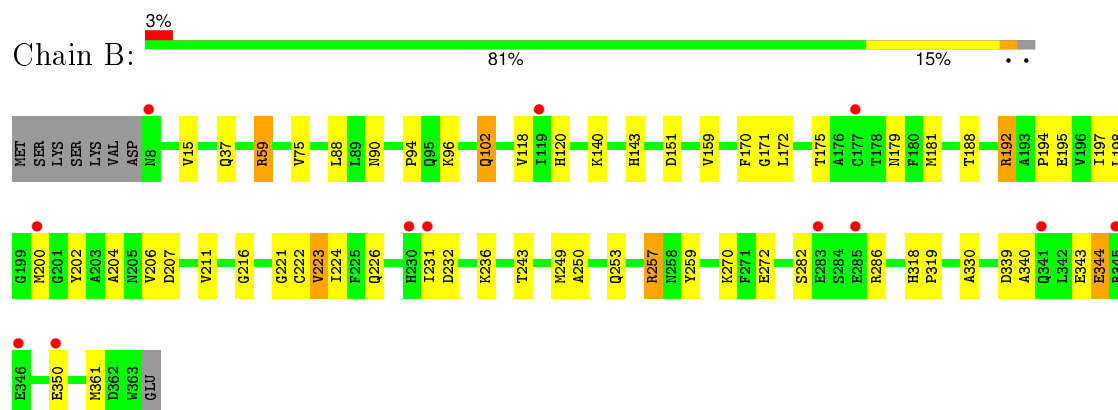 3%
Chain B:
81% 15% • •
MET SER LYS SER LYS VAL ASP N8 V15 Q37 R59 V75 L88 L89 N90 P94 Q95 K96 Q102 V118 I119 H120 K140 H143 D151 V159 F170 G171 L172 T175 A176 C177 T178 N179 F180 M181 T188 R192 A193 P194 E195 V196 I197 L198
G199 M200 G201 Y202 A203 A204 N205 V206 D207 V211 G216 G221 C222 V223 I224 F225 Q226 H230 I231 D232 K236 T243 M249 A250 Q253 R257 N258 Y259 K270 F271 E272 S282 E283 S284 E285 R286 H318 P319 A330 D339 A340 Q341 L342 E343 E344
E346 E350 M361 D362 W363 GLU